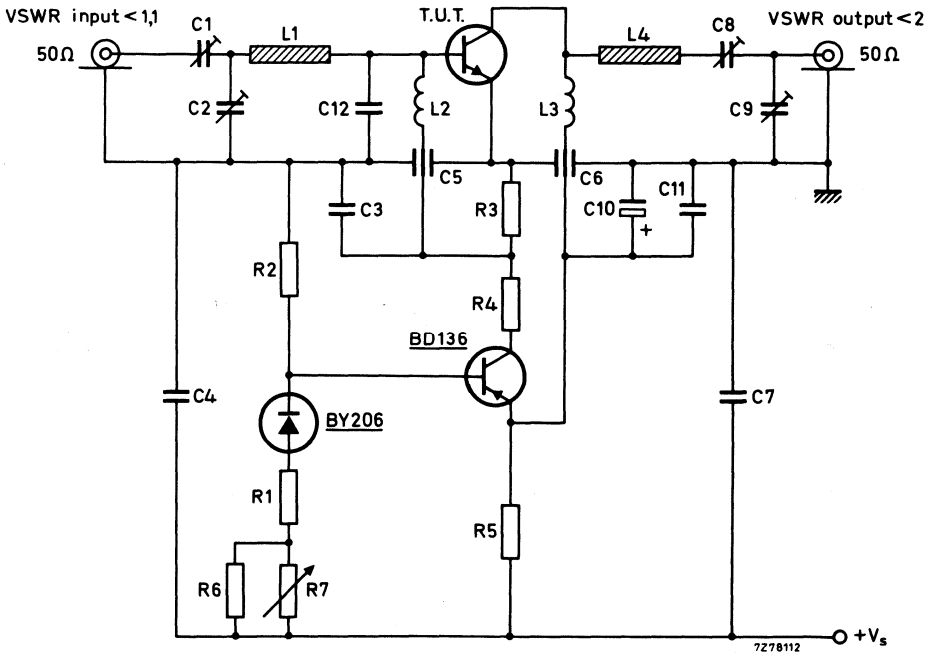 VSWR input < 1,1
T.U.T.
VSWR output < 2
50Ω
C1
L1
L4
C8
50Ω
C2
C12
L2
L3
C9
C5
C6
C3
R3
C10
+
C11
R2
R4
BD136
C4
BY206
C7
R1
R5
R6
R7
+Vs
7Z78112